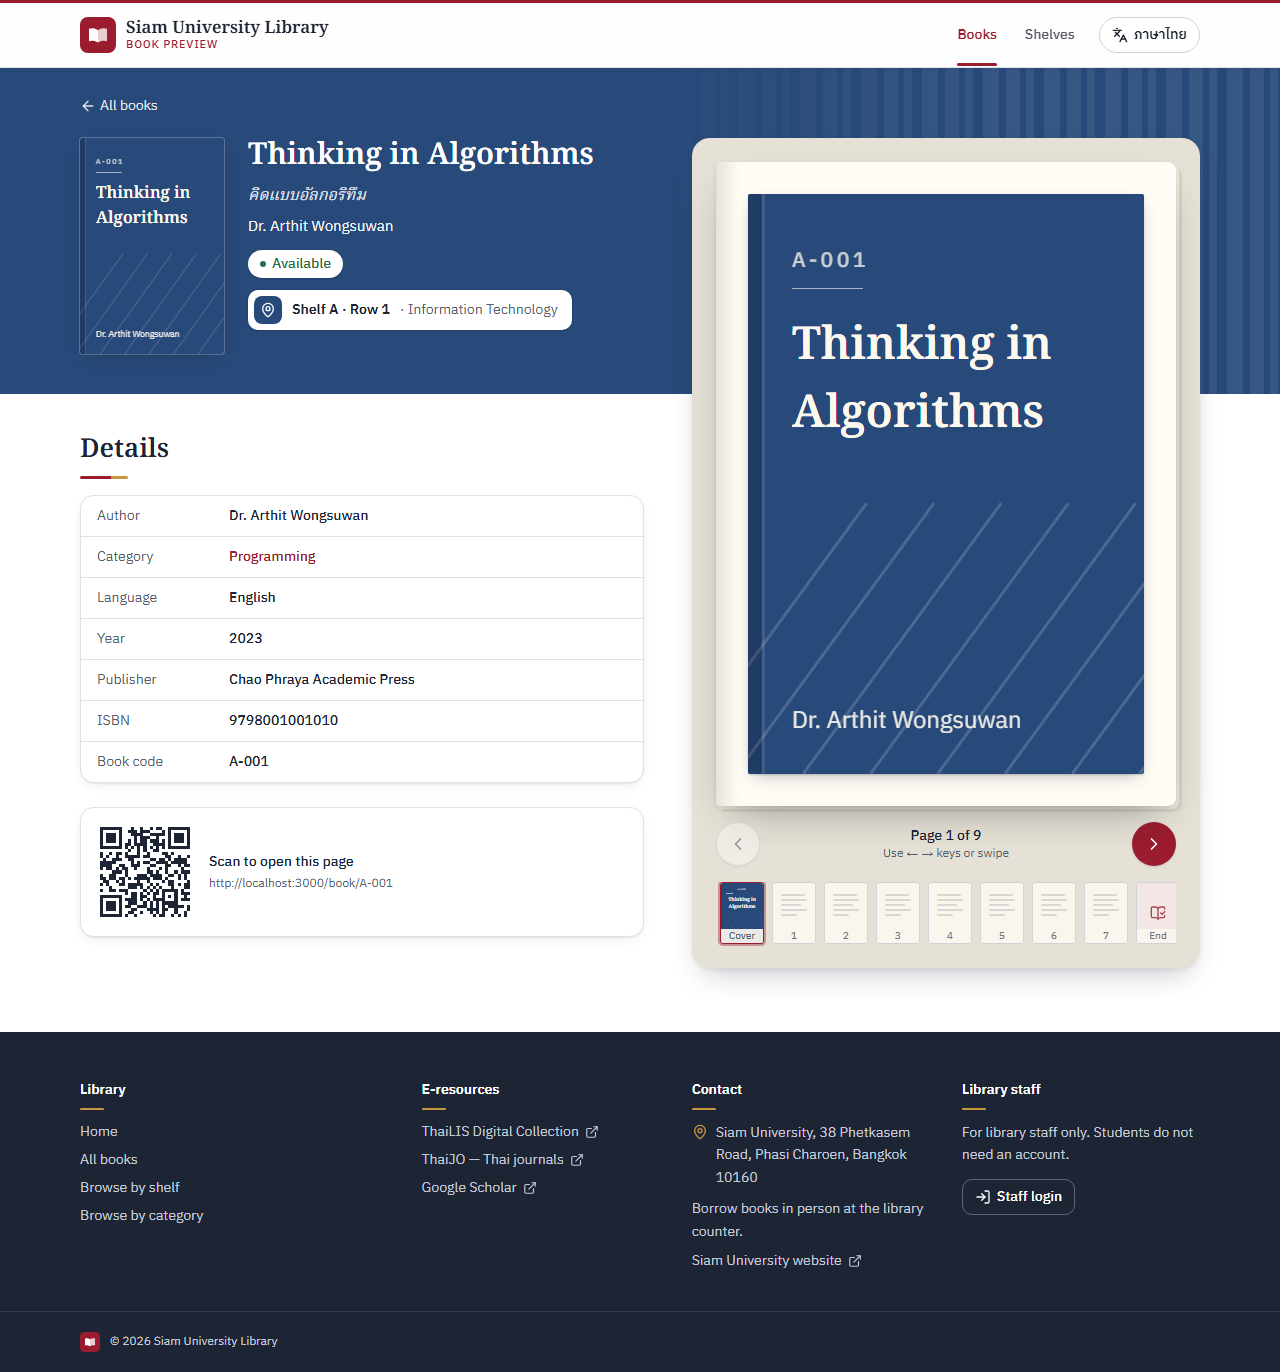 Siam University Library
BOOK PREVIEW
Books
Shelves
ภาษาไทย
All books
A-001
Thinking in
Algorithms
Dr. Arthit Wongsuwan
Thinking in Algorithms
คิดแบบอัลกอริทึม
Dr. Arthit Wongsuwan
Available
Shelf A · Row 1 · Information Technology
A-001
Thinking in
Algorithms
Dr. Arthit Wongsuwan
Page 1 of 9
Use ← → keys or swipe
Thinking in
Algorithms
Cover
1
2
3
4
5
6
7
End
Details
Author Dr. Arthit Wongsuwan
Category Programming
Language English
Year 2023
Publisher Chao Phraya Academic Press
ISBN 9798001001010
Book code A-001
Scan to open this page
http://localhost:3000/book/A-001
Library
Home
All books
Browse by shelf
Browse by category
E-resources
ThaiLIS Digital Collection
ThaiJO — Thai journals
Google Scholar
Contact
Siam University, 38 Phetkasem
Road, Phasi Charoen, Bangkok
10160
Borrow books in person at the library
counter.
Siam University website
Library staff
For library staff only. Students do not
need an account.
Staff login
© 2026 Siam University Library